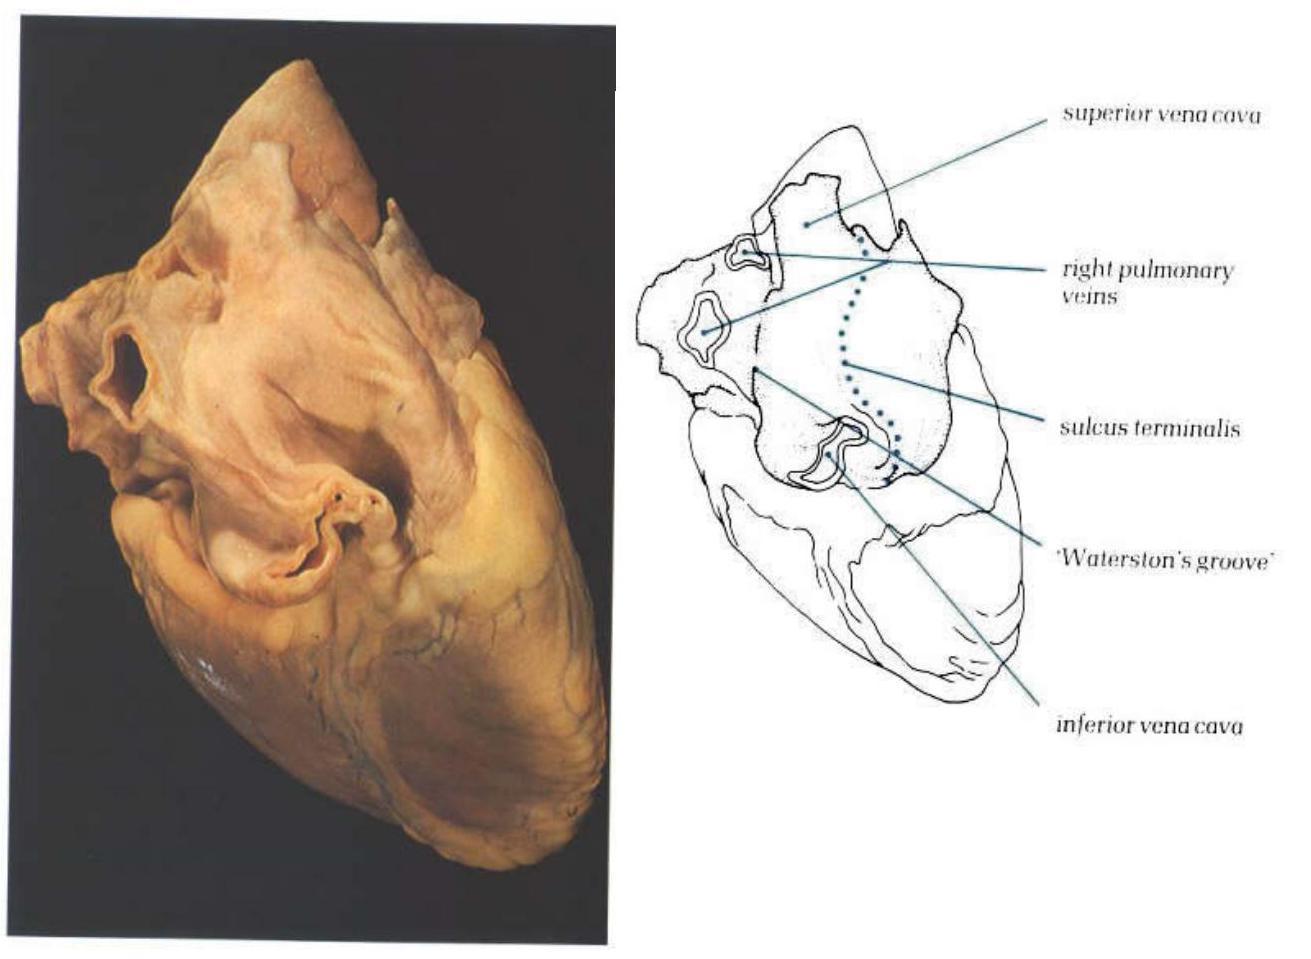 superior vena cava
right pulmonary
veins
sulcus terminalis
'Waterston's groove'
inferior vena cava